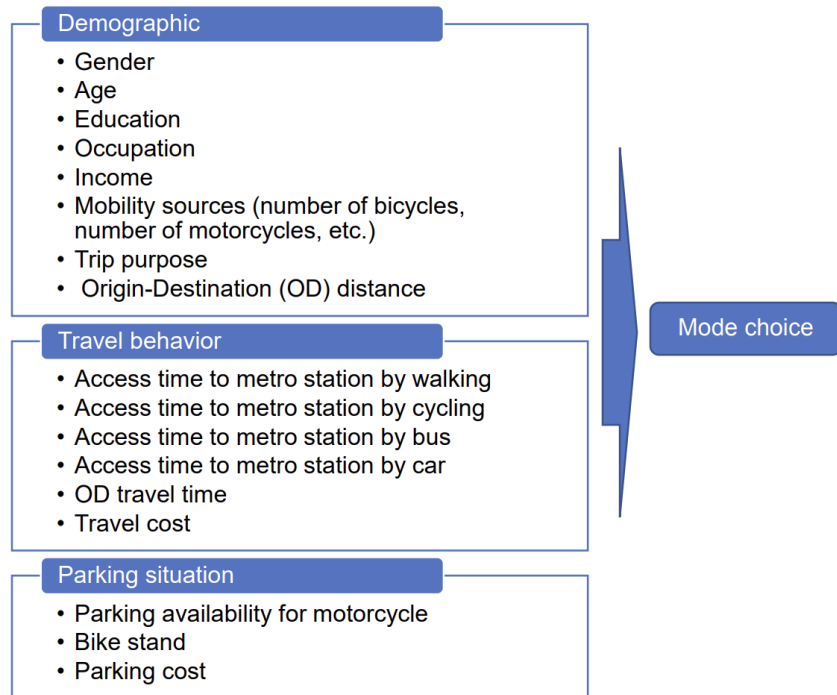 Demographic
• Gender
• Age
• Education
• Occupation
• Income
• Mobility sources (number of bicycles,
number of motorcycles, etc.)
• Trip purpose
• Origin-Destination (OD) distance
Travel behavior
• Access time to metro station by walking
• Access time to metro station by cycling
• Access time to metro station by bus
• Access time to metro station by car
• OD travel time
• Travel cost
Parking situation
• Parking availability for motorcycle
• Bike stand
• Parking cost
Mode choice